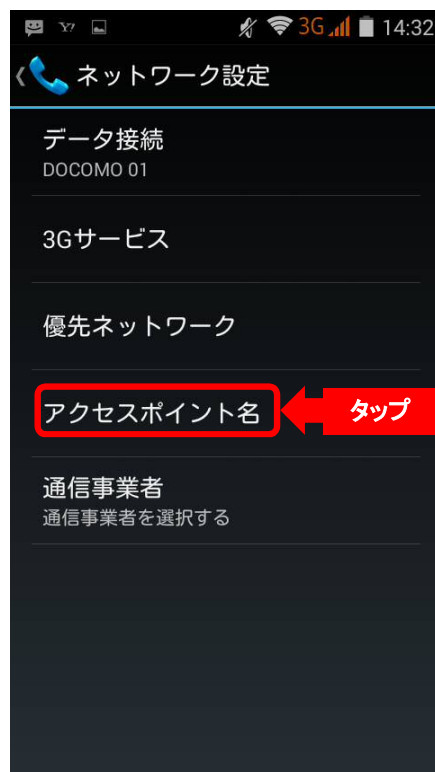 Y!
3G
14:32
ネットワーク設定
データ接続
DOCOMO 01
3Gサービス
優先ネットワーク
アクセスポイント名
タップ
通信事業者
通信事業者を選択する